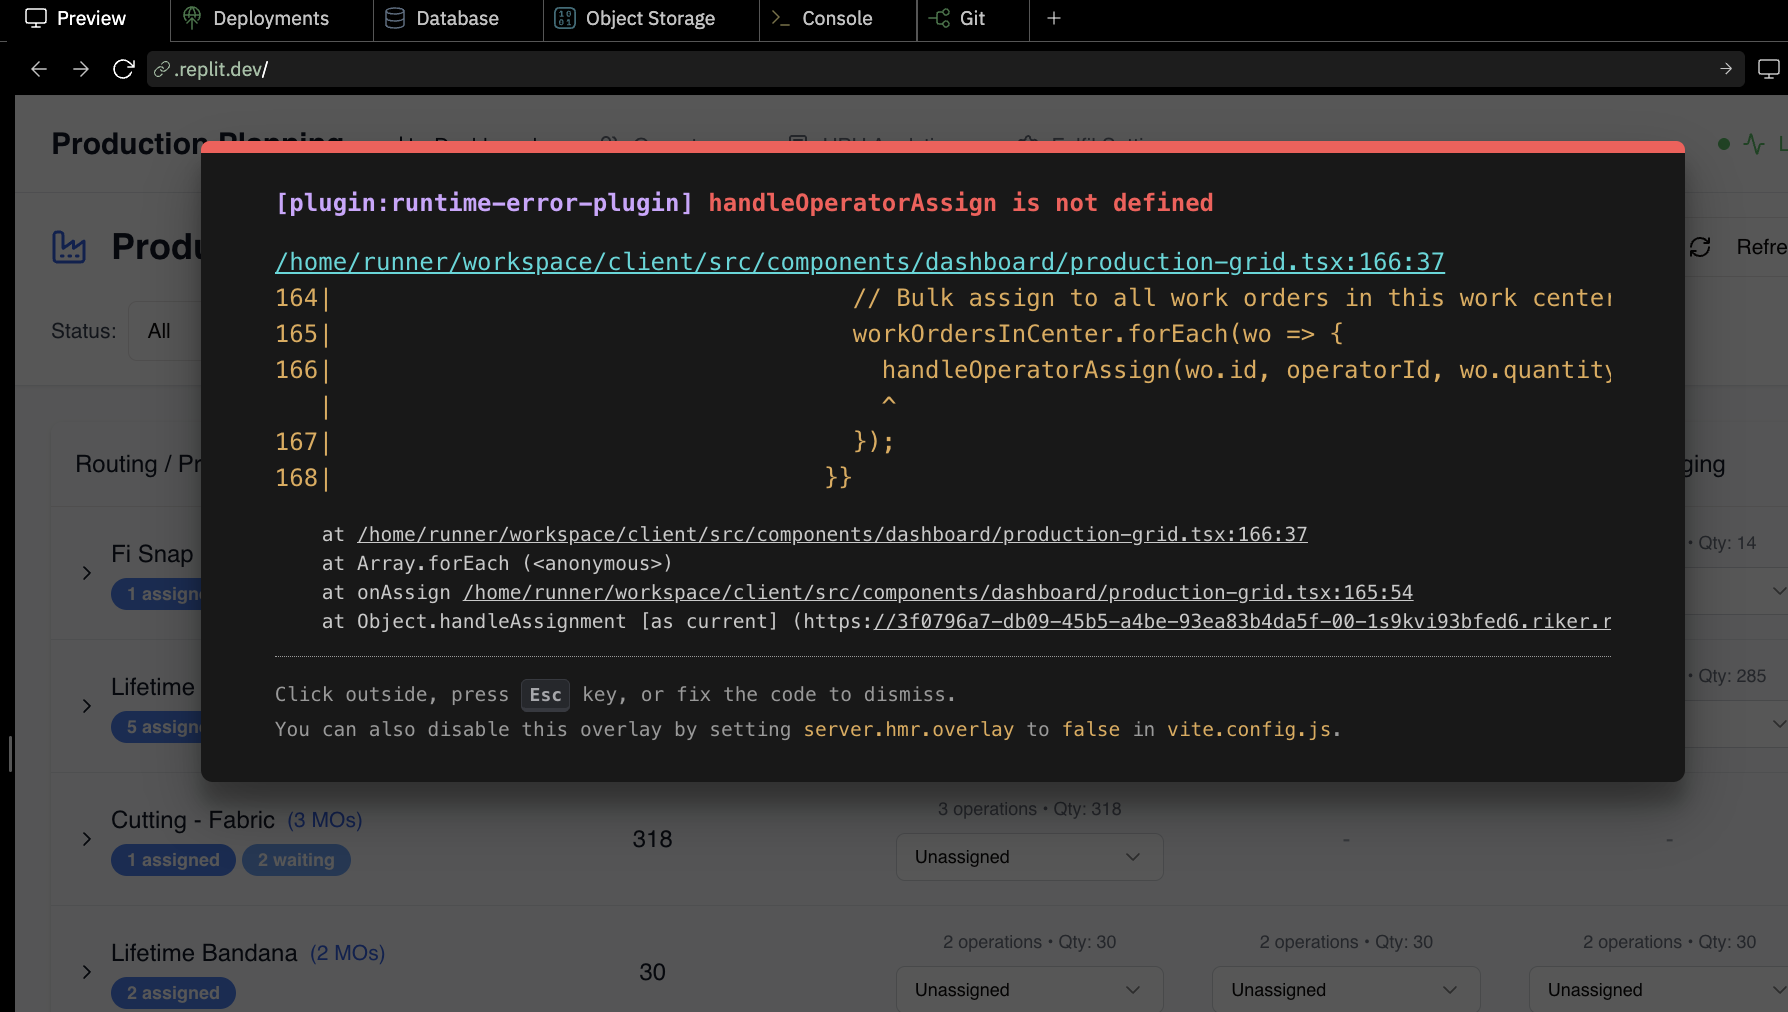 Preview
Deployments
Database
Object Storage
Console
Git
.replit.dev/
Production Planning
[plugin:runtime-error-plugin] handleOperatorAssign is not defined
/home/runner/workspace/client/src/components/dashboard/production-grid.tsx:166:37
164|                                    // Bulk assign to all work orders in this work center
165|                                    workOrdersInCenter.forEach(wo => {
166|                                      handleOperatorAssign(wo.id, operatorId, wo.quantity
|                                      ^
167|                                    });
168|                                  }}
at /home/runner/workspace/client/src/components/dashboard/production-grid.tsx:166:37
at Array.forEach (<anonymous>)
at onAssign /home/runner/workspace/client/src/components/dashboard/production-grid.tsx:165:54
at Object.handleAssignment [as current] (https://3f0796a7-db09-45b5-a4be-93ea83b4da5f-00-1s9kvi93bfed6.riker.r
Click outside, press Esc key, or fix the code to dismiss.
You can also disable this overlay by setting server.hmr.overlay to false in vite.config.js.
Produ
Refre
Status:
All
Routing / Pr
ging
Fi Snap
1 assign
• Qty: 14
Lifetime
5 assign
• Qty: 285
Cutting - Fabric (3 MOs)
1 assigned
2 waiting
318
3 operations • Qty: 318
Unassigned
-
-
Lifetime Bandana (2 MOs)
2 assigned
30
2 operations • Qty: 30
Unassigned
2 operations • Qty: 30
Unassigned
2 operations • Qty: 30
Unassigned